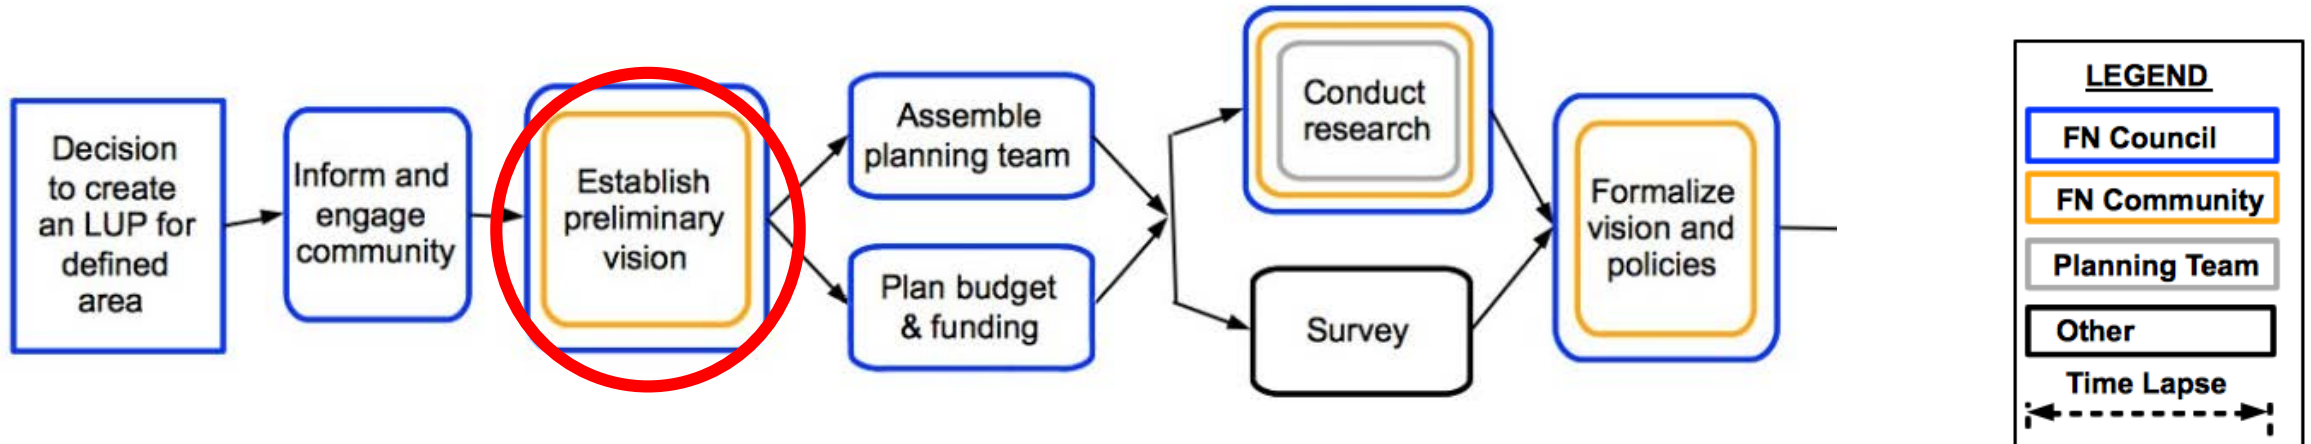 Decision
to create
an LUP for
defined
area
Inform and
engage
community
Establish
preliminary
vision
Assemble
planning team
Plan budget
& funding
Conduct
research
Survey
Formalize
vision and
policies
LEGEND
FN Council
FN Community
Planning Team
Other
Time Lapse